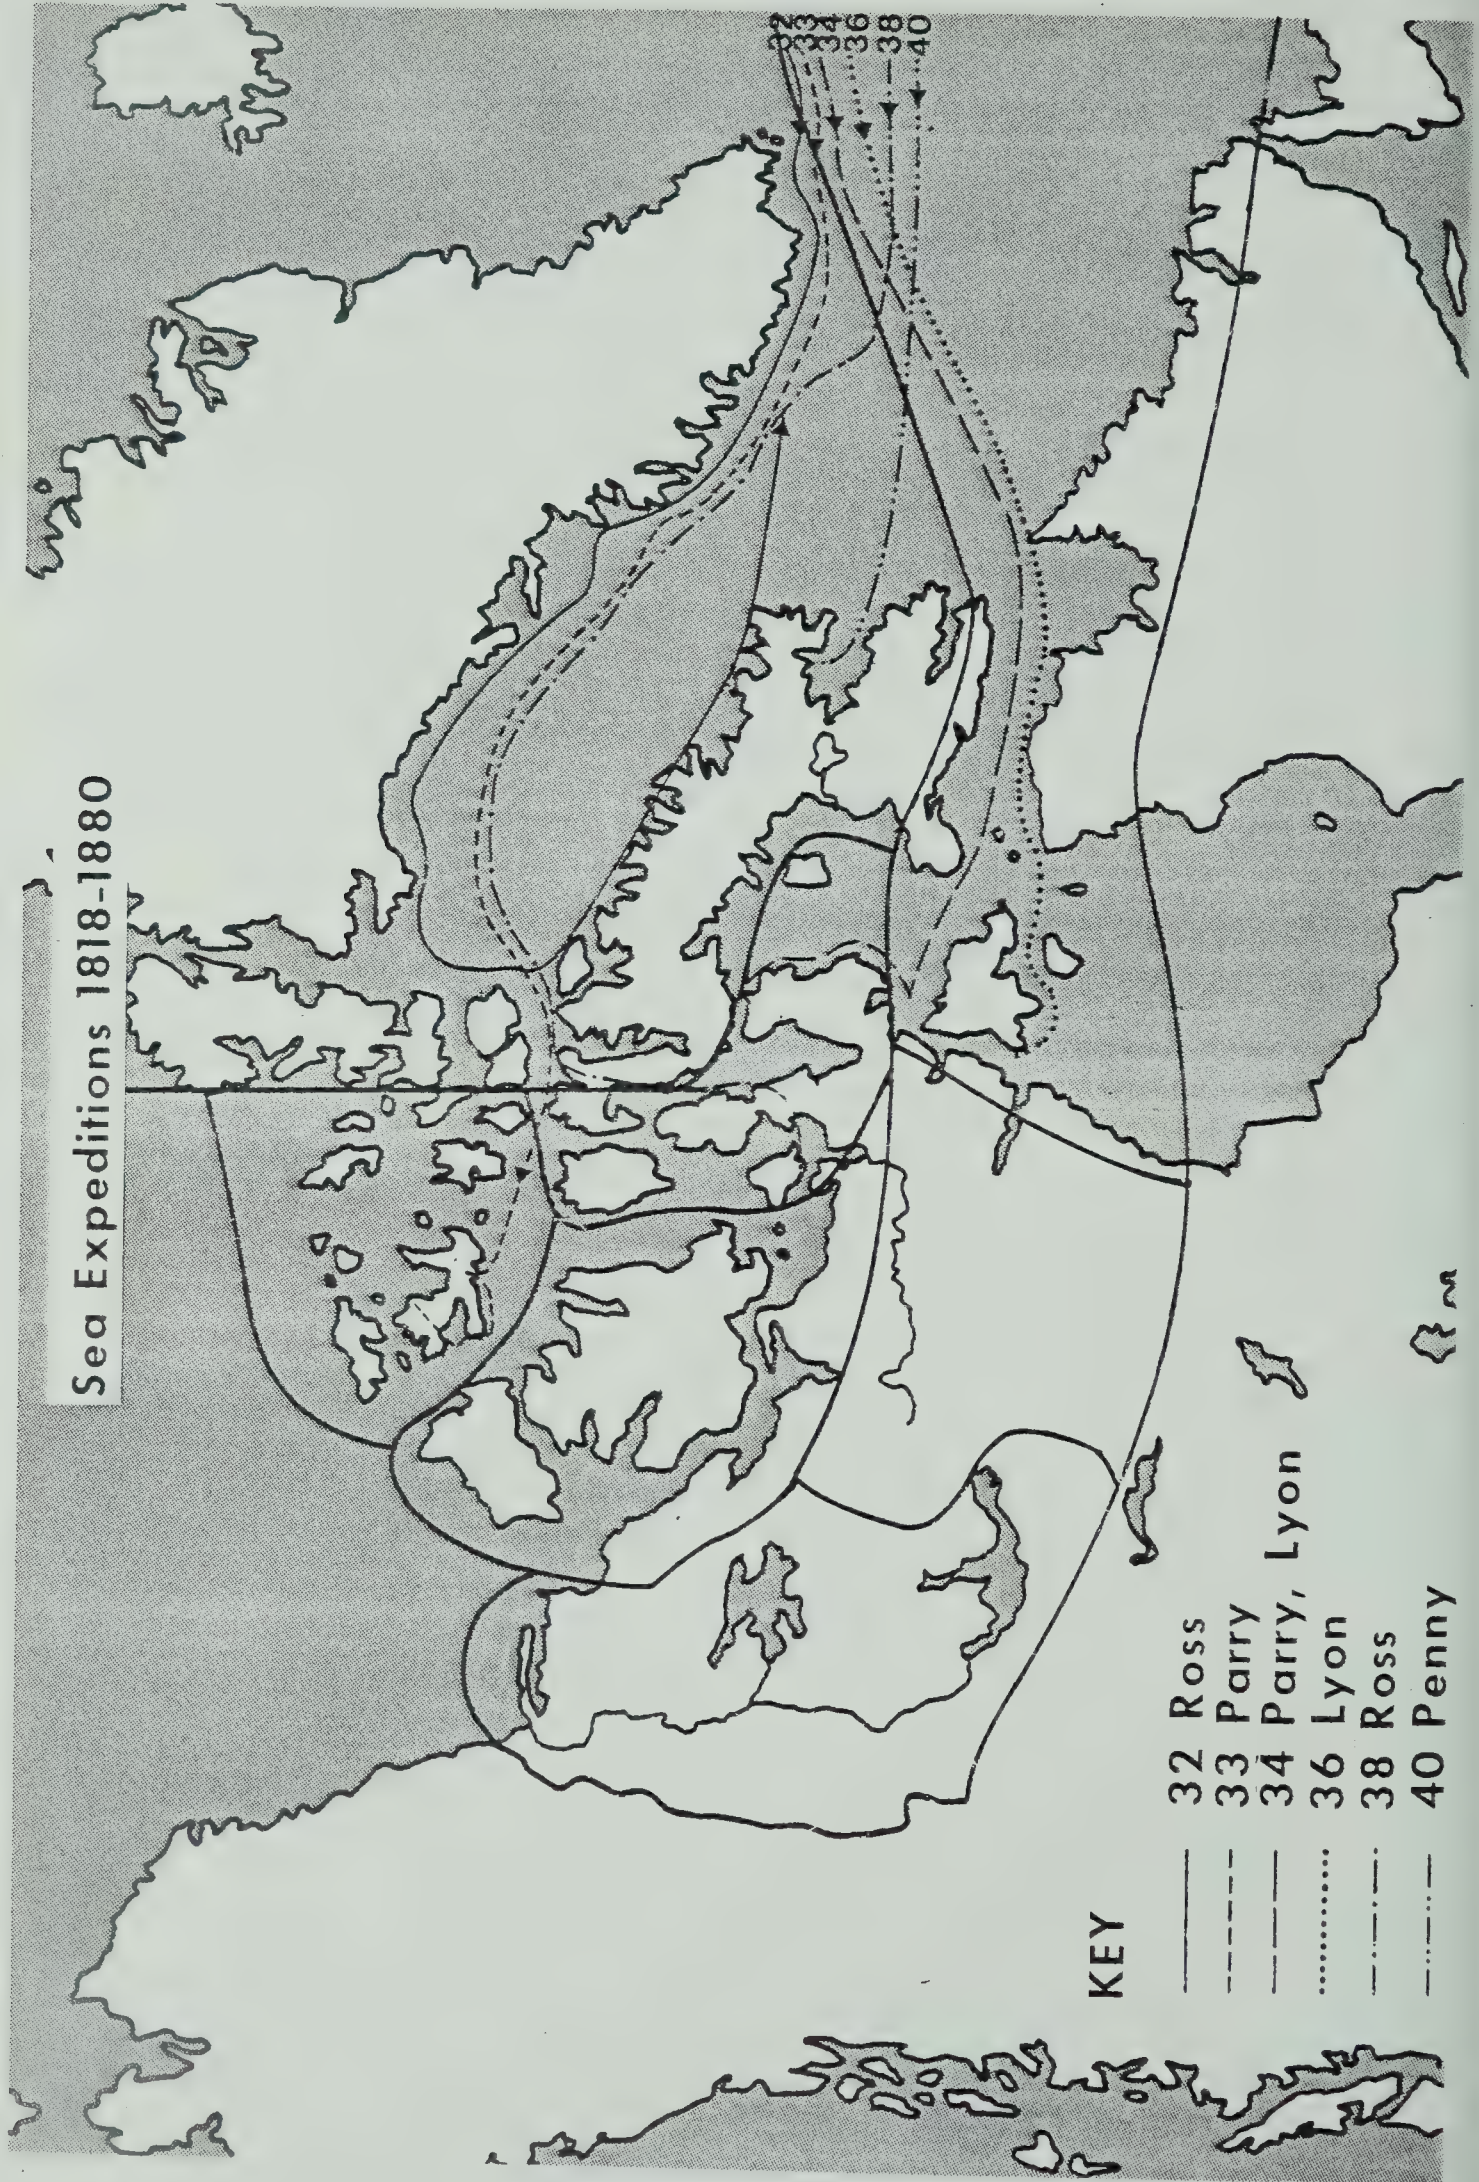 Sea Expeditions 1818-1880
32
33
34
36
38
40
KEY
32 Ross
33 Parry
34 Parry, Lyon
36 Lyon
38 Ross
40 Penny